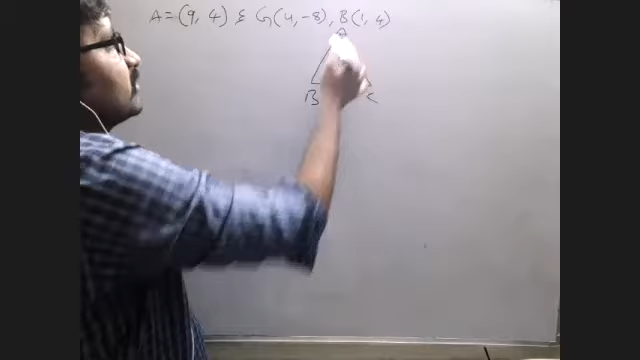 A = (9, 4) & G(4, -8), B(1, 4)
A
B
C